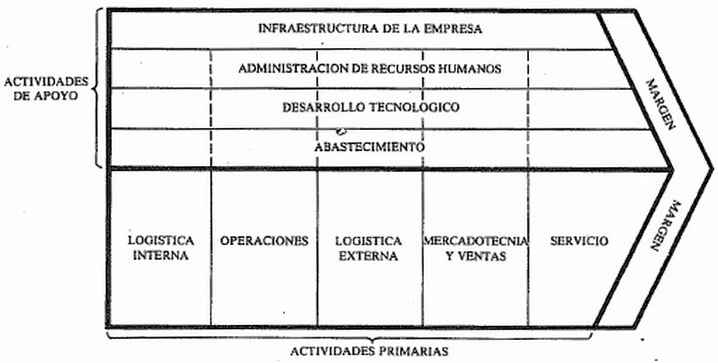 INFRAESTRUCTURA DE LA EMPRESA
ADMINISTRACION DE RECURSOS HUMANOS
DESARROLLO TECNOLOGICO
ABASTECIMIENTO
ACTIVIDADES
DE APOYO
MARGEN
MARGEN
LOGISTICA
INTERNA
OPERACIONES
LOGISTICA
EXTERNA
MERCADOTECNIA
Y VENTAS
SERVICIO
ACTIVIDADES PRIMARIAS